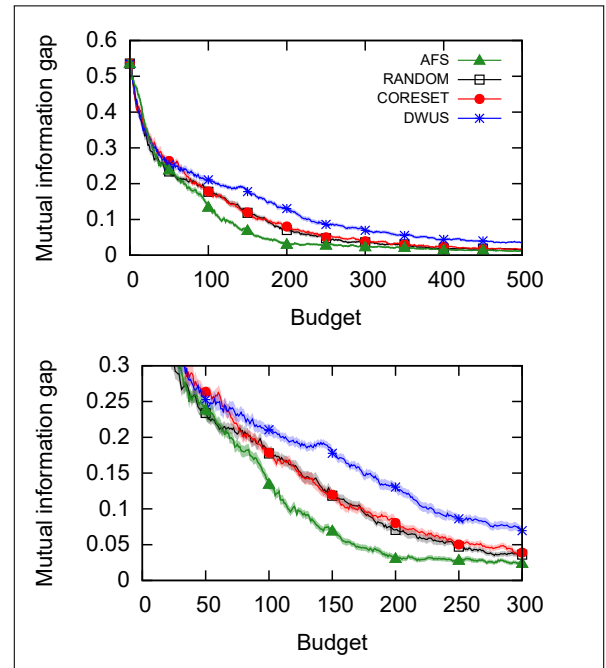 Mutual information gap
0.6
0.5
0.4
0.3
0.2
0.1
0
AFS
RANDOM
CORESET
DWUS
0 100 200 300 400 500
Budget
Mutual information gap
0.3
0.25
0.2
0.15
0.1
0.05
0
0 50 100 150 200 250 300
Budget